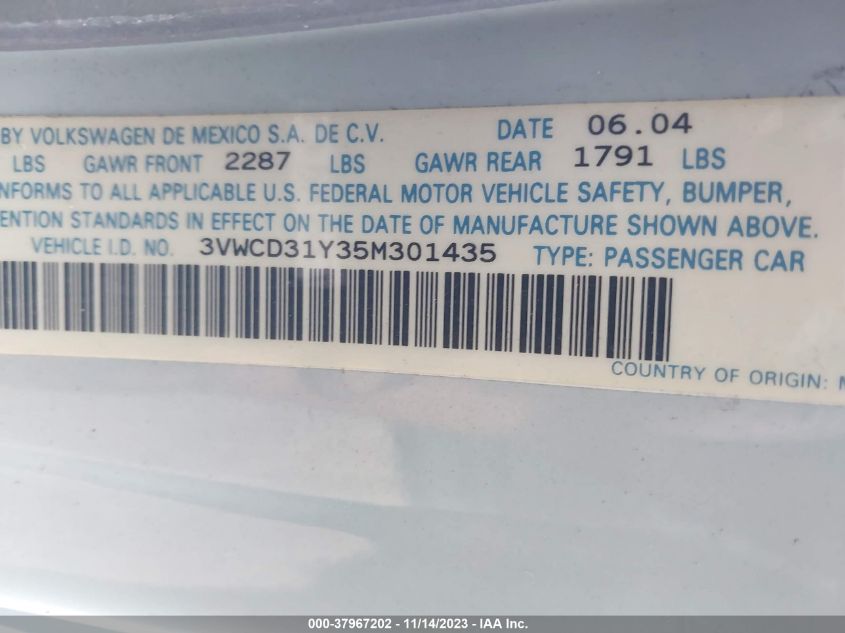 BY VOLKSWAGEN DE MEXICO S.A. DE C.V. DATE 06.04
LBS GAWR FRONT 2287 LBS GAWR REAR 1791 LBS
NFORMS TO ALL APPLICABLE U.S. FEDERAL MOTOR VEHICLE SAFETY, BUMPER,
ENTION STANDARDS IN EFFECT ON THE DATE OF MANUFACTURE SHOWN ABOVE.
VEHICLE I.D. NO. 3VWCD31Y35M301435 TYPE: PASSENGER CAR
COUNTRY OF ORIGIN: M
000-37967202 - 11/14/2023 - IAA Inc.